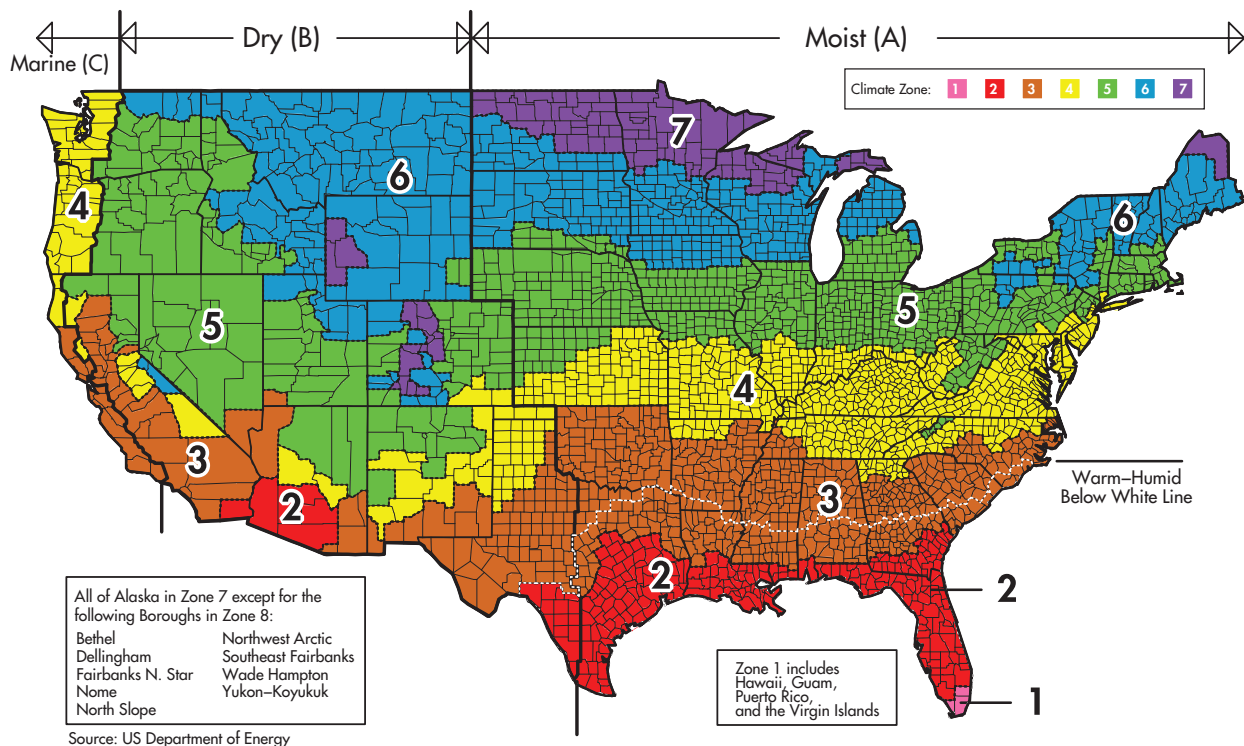 Marine (C)
Dry (B)
Moist (A)
Climate Zone: 1 2 3 4 5 6 7
7
6
4
6
5
5
4
3
3
2
2
Warm–Humid
Below White Line
2
1
All of Alaska in Zone 7 except for the
following Boroughs in Zone 8:
Bethel
Dellingham
Fairbanks N. Star
Nome
North Slope
Northwest Arctic
Southeast Fairbanks
Wade Hampton
Yukon–Koyukuk
Zone 1 includes
Hawaii, Guam,
Puerto Rico,
and the Virgin Islands
Source: US Department of Energy